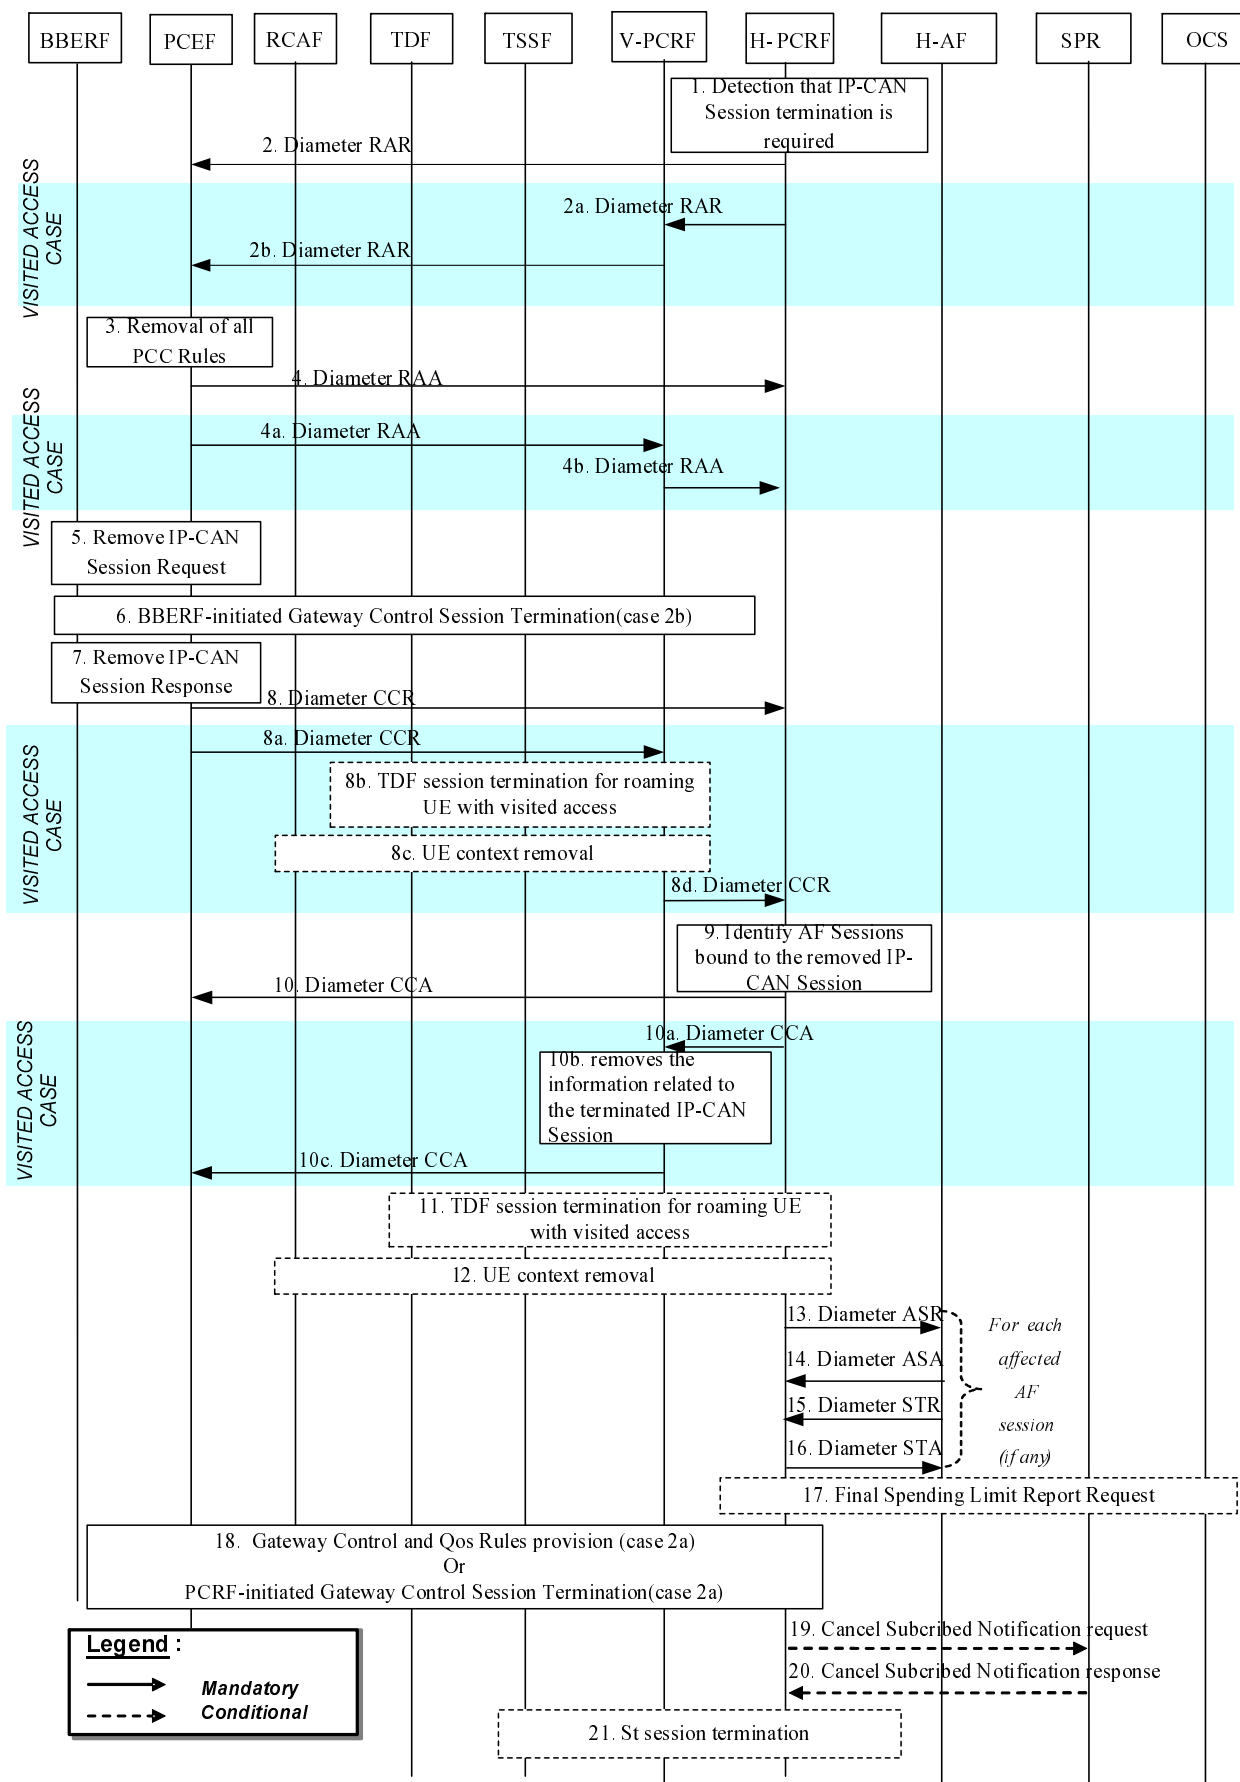 BBERF PCEF RCAF TDF TSSF V-PCRF H- PCRF H-AF SPR OCS
1. Detection that IP-CAN
Session termination is
required
2. Diameter RAR
VISITED ACCESS
CASE
2a. Diameter RAR
2b. Diameter RAR
3. Removal of all
PCC Rules
4. Diameter RAA
VISITED ACCESS
CASE
4a. Diameter RAA
4b. Diameter RAA
5. Remove IP-CAN
Session Request
6. BBERF-initiated Gateway Control Session Termination(case 2b)
7. Remove IP-CAN
Session Response
8. Diameter CCR
VISITED ACCESS
CASE
8a. Diameter CCR
8b. TDF session termination for roaming
UE with visited access
8c. UE context removal
8d. Diameter CCR
9. Identify AF Sessions
bound to the removed IP-
CAN Session
10. Diameter CCA
VISITED ACCESS
CASE
10a. Diameter CCA
10b. removes the
information related to
the terminated IP-CAN
Session
10c. Diameter CCA
11. TDF session termination for roaming UE
with visited access
12. UE context removal
13. Diameter ASR
14. Diameter ASA
15. Diameter STR
16. Diameter STA
For each
affected
AF
session
(if any)
17. Final Spending Limit Report Request
18. Gateway Control and Qos Rules provision (case 2a)
Or
PCRF-initiated Gateway Control Session Termination(case 2a)
19. Cancel Subcribed Notification request
20. Cancel Subcribed Notification response
21. St session termination
Legend :
Mandatory
Conditional